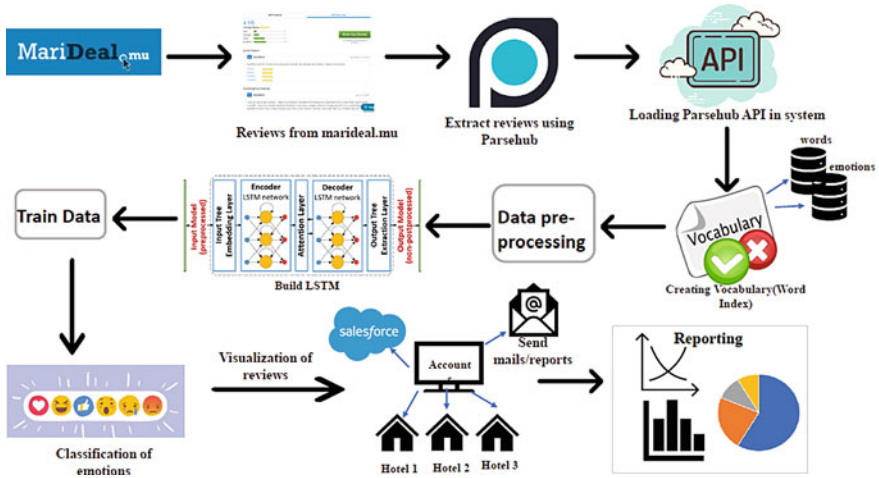 MariDeal.mu
Reviews from marideal.mu
Extract reviews using
Parsehub
API
Loading Parsehub API in system
words
emotions
Vocabulary
Creating Vocabulary(Word
Index)
Data pre-
processing
Input Model
(preprocessed)
Input Tree
Embedding Layer
Encoder
LSTM network
Attention Layer
Decoder
LSTM network
Output Tree
Extraction Layer
Output Model
(non-postprocessed)
Build LSTM
Train Data
Classification of
emotions
Visualization of
reviews
salesforce
Account
Send
mails/reports
Hotel 1
Hotel 2
Hotel 3
Reporting